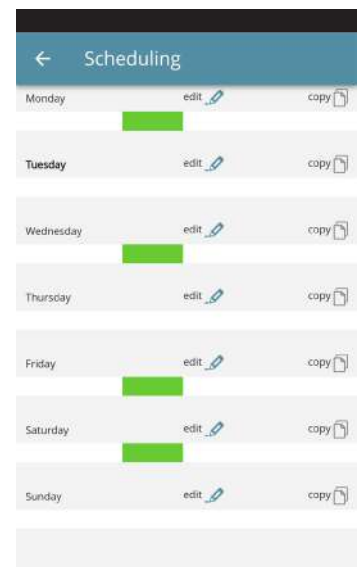 Scheduling
Monday edit copy
Tuesday edit copy
Wednesday edit copy
Thursday edit copy
Friday edit copy
Saturday edit copy
Sunday edit copy